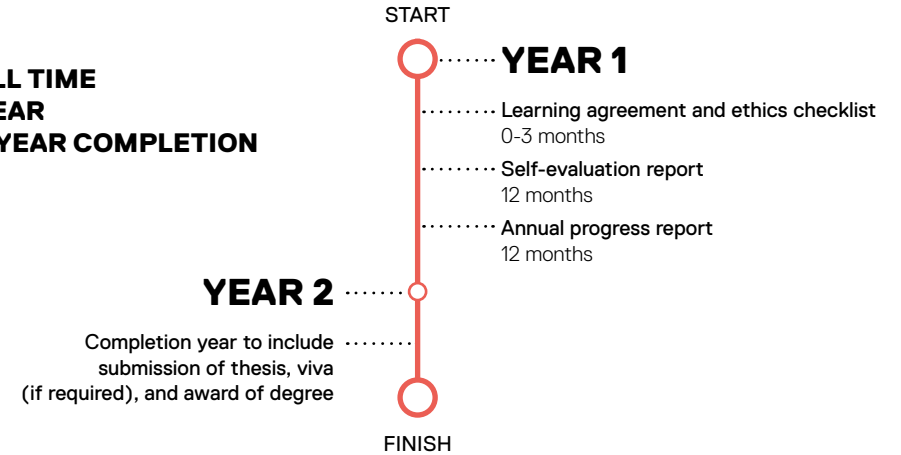 START
YEAR 1
LL TIME
EAR
YEAR COMPLETION
Learning agreement and ethics checklist
0-3 months
Self-evaluation report
12 months
Annual progress report
12 months
YEAR 2
Completion year to include
submission of thesis, viva
(if required), and award of degree
FINISH